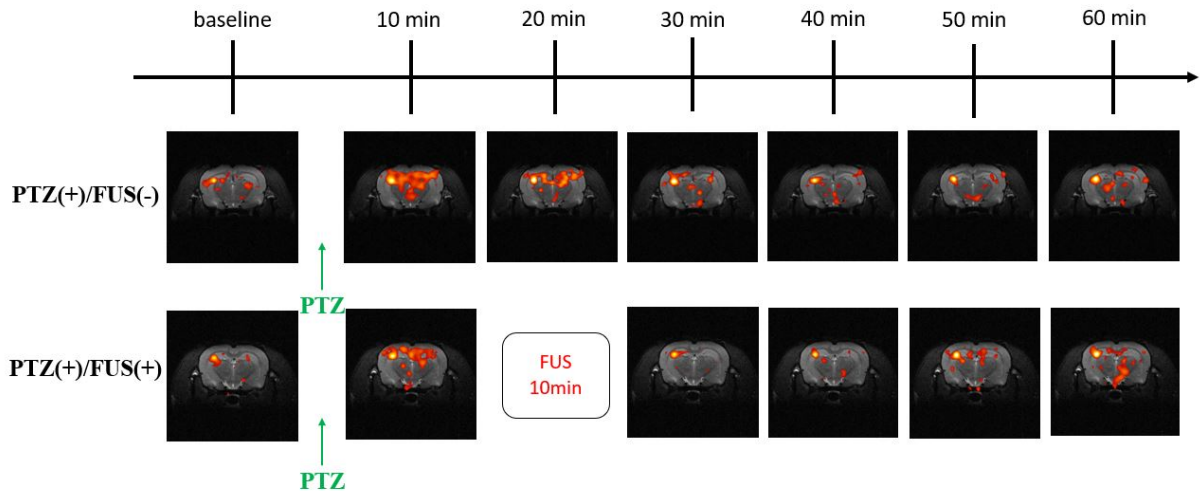 baseline
10 min
20 min
30 min
40 min
50 min
60 min
PTZ(+)/FUS(-)
PTZ
PTZ(+)/FUS(+)
FUS
10min
PTZ